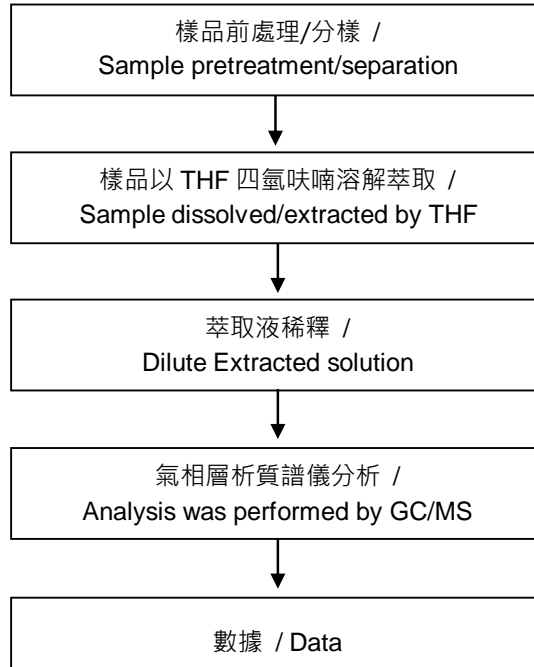 樣品前處理/分樣 /
Sample pretreatment/separation
樣品以 THF 四氫呋喃溶解萃取 /
Sample dissolved/extracted by THF
萃取液稀釋 /
Dilute Extracted solution
氣相層析質譜儀分析 /
Analysis was performed by GC/MS
數據 / Data